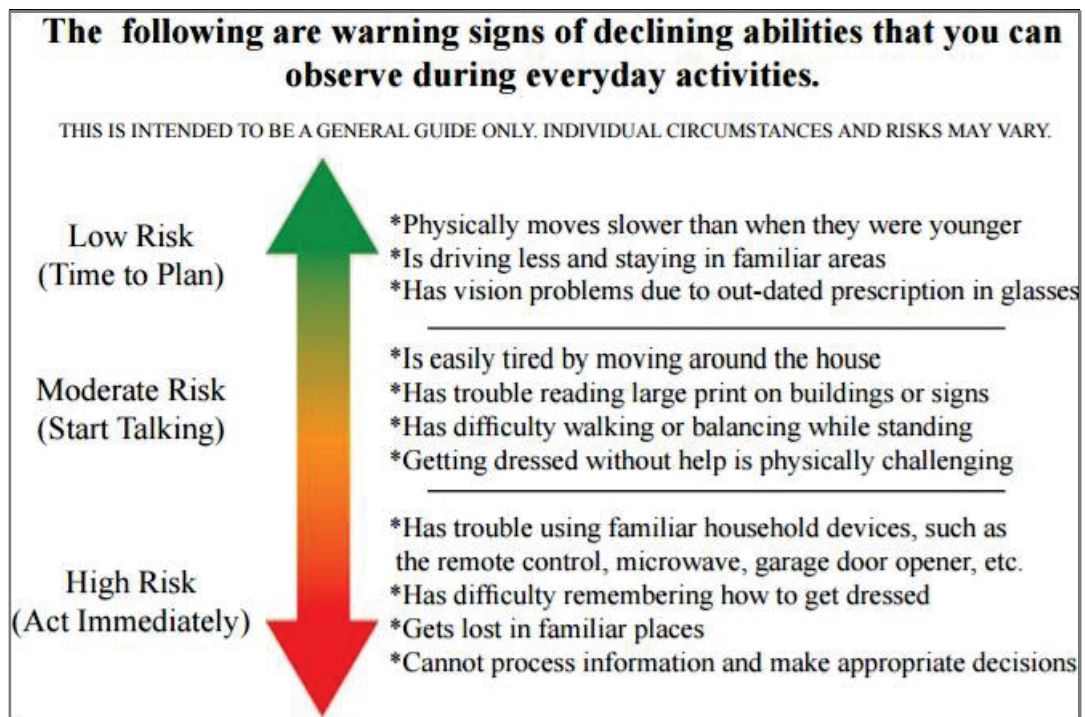 The following are warning signs of declining abilities that you can
observe during everyday activities.
THIS IS INTENDED TO BE A GENERAL GUIDE ONLY. INDIVIDUAL CIRCUMSTANCES AND RISKS MAY VARY.
Low Risk
(Time to Plan)
*Physically moves slower than when they were younger
*Is driving less and staying in familiar areas
*Has vision problems due to out-dated prescription in glasses
Moderate Risk
(Start Talking)
*Is easily tired by moving around the house
*Has trouble reading large print on buildings or signs
*Has difficulty walking or balancing while standing
*Getting dressed without help is physically challenging
High Risk
(Act Immediately)
*Has trouble using familiar household devices, such as
the remote control, microwave, garage door opener, etc.
*Has difficulty remembering how to get dressed
*Gets lost in familiar places
*Cannot process information and make appropriate decisions